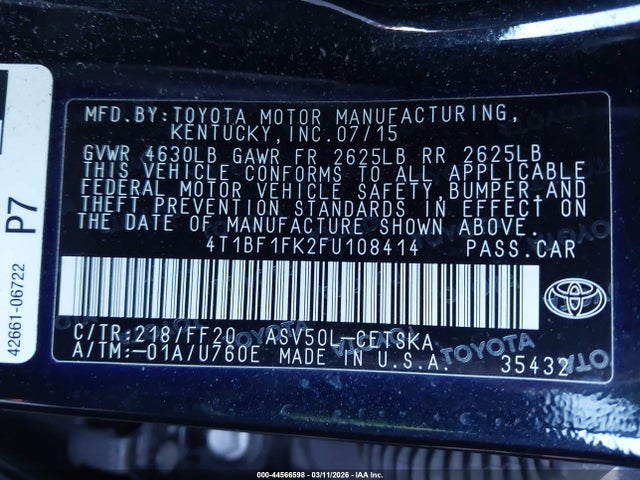 MFD.BY:TOYOTA MOTOR MANUFACTURING,
KENTUCKY,INC.07/15
GVWR 4630LB GAWR FR 2625LB RR 2625LB
THIS VEHICLE CONFORMS TO ALL APPLICABLE
FEDERAL MOTOR VEHICLE SAFETY,BUMPER AND
THEFT PREVENTION STANDARDS IN EFFECT ON
THE DATE OF MANUFACTURE SHOWN ABOVE.
4T1BF1FK2FU108414 PASS.CAR
C/TR:218/FF20 ASV50L-CETSKA
A/TM:-01A/U760E MADE IN U.S.A. 35432
TOYOTA
42661-06722 P7
000-44566598 - 03/11/2026 - IAA Inc.